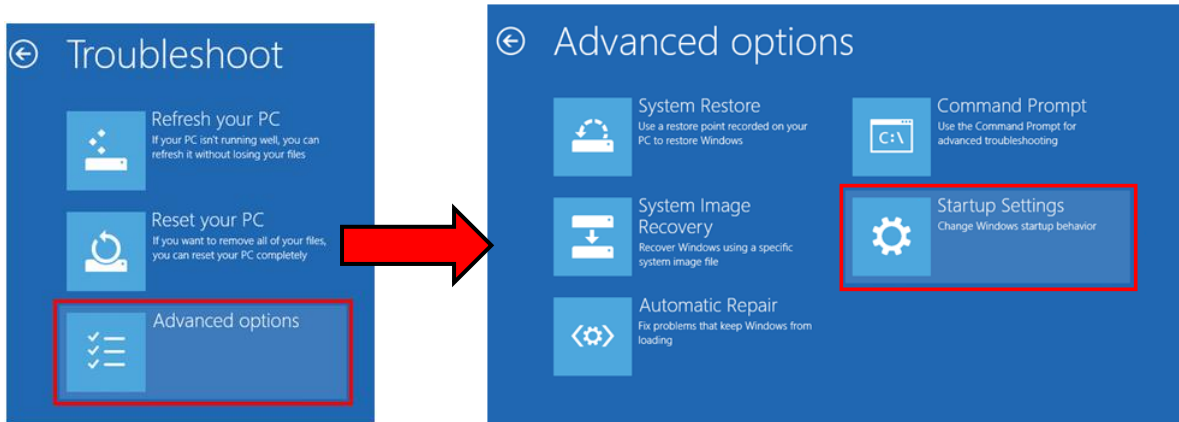 Troubleshoot
Refresh your PC
If your PC isn't running well, you can
refresh it without losing your files
Reset your PC
If you want to remove all of your files,
you can reset your PC completely
Advanced options
Advanced options
System Restore
Use a restore point recorded on your
PC to restore Windows
System Image
Recovery
Recover Windows using a specific
system image file
Automatic Repair
Fix problems that keep Windows from
loading
Command Prompt
Use the Command Prompt for
advanced troubleshooting
C:\
Startup Settings
Change Windows startup behavior